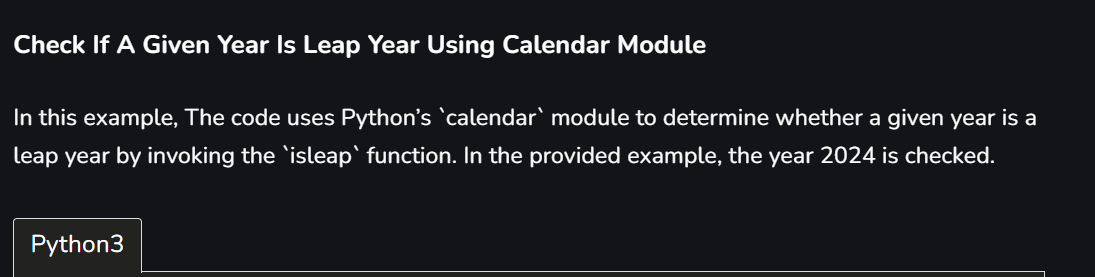 Check If A Given Year Is Leap Year Using Calendar Module
In this example, The code uses Python’s `calendar` module to determine whether a given year is a
leap year by invoking the `isleap` function. In the provided example, the year 2024 is checked.
Python3